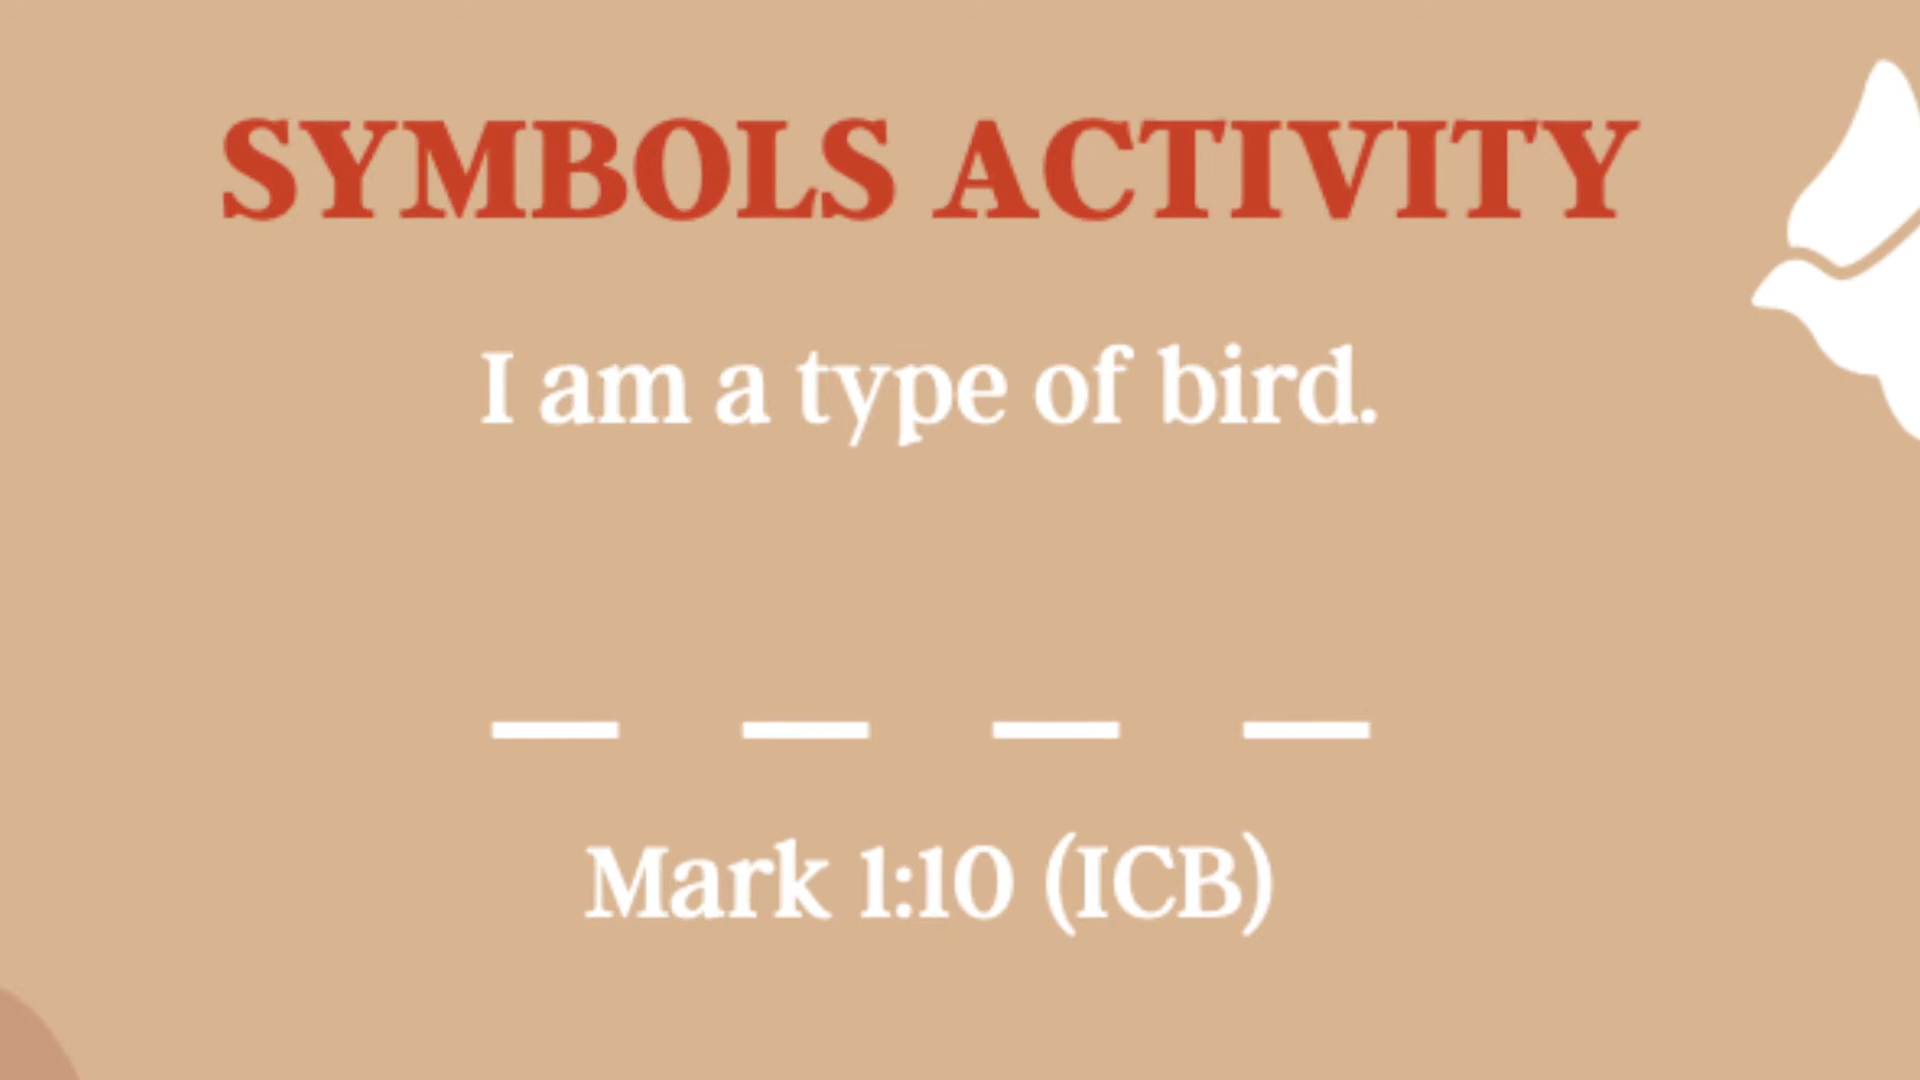 SYMBOLS ACTIVITY
I am a type of bird.
_ _ _ _
Mark 1:10 (ICB)